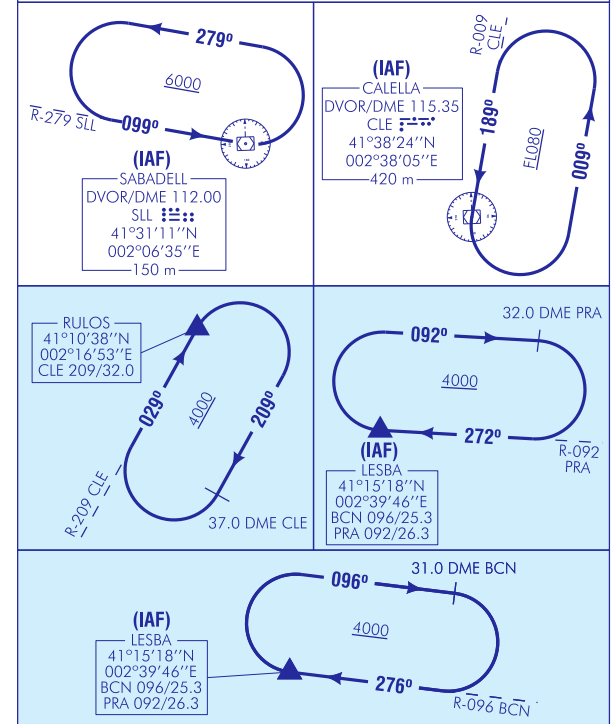 279º
6000
R-279 SLL
099º
(IAF)
SABADELL
DVOR/DME 112.00
SLL
41°31'11''N
002°06'35''E
150 m
R-009
CLE
(IAF)
CALELLA
DVOR/DME 115.35
CLE
41°38'24''N
002°38'05''E
420 m
189º
FL080
009º
RULOS
41°10'38''N
002°16'53''E
CLE 209/32.0
029º
4000
209º
R-209 CLE
37.0 DME CLE
32.0 DME PRA
092º
4000
272º
R-092
PRA
(IAF)
LESBA
41°15'18''N
002°39'46''E
BCN 096/25.3
PRA 092/26.3
31.0 DME BCN
096º
4000
276º
R-096 BCN
(IAF)
LESBA
41°15'18''N
002°39'46''E
BCN 096/25.3
PRA 092/26.3